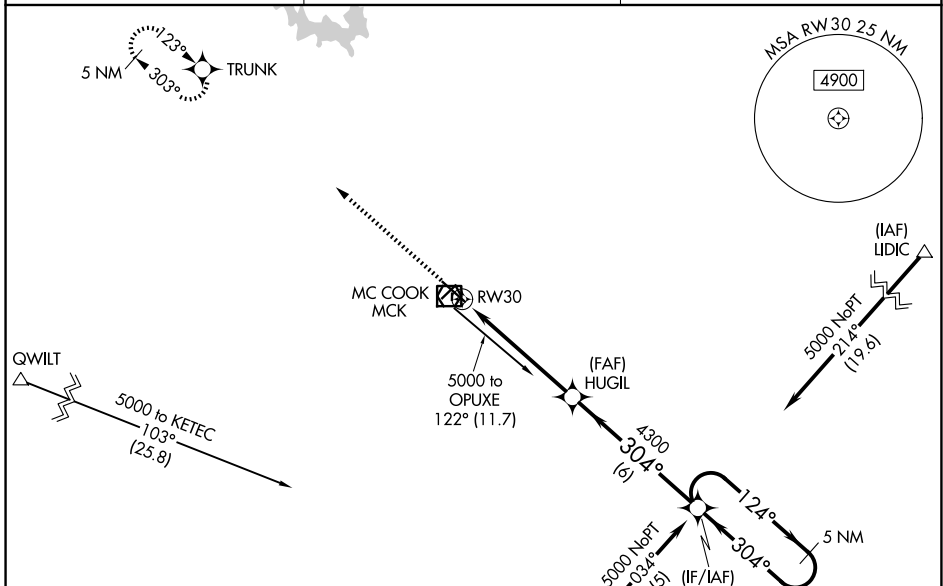 123°
303°
5 NM
TRUNK
MSA RW30 25 NM
4900
(IAF)
LIDIC
5000 NoPT
214°
(19.6)
MC COOK
MCK
RW30
QWILT
5000 to KETEC
103°
(25.8)
5000 to
OPUXE
122° (11.7)
(FAF)
HUGIL
4300
304°
(6)
124°
304°
5 NM
5000 NoPT
034°
(IF/IAF)